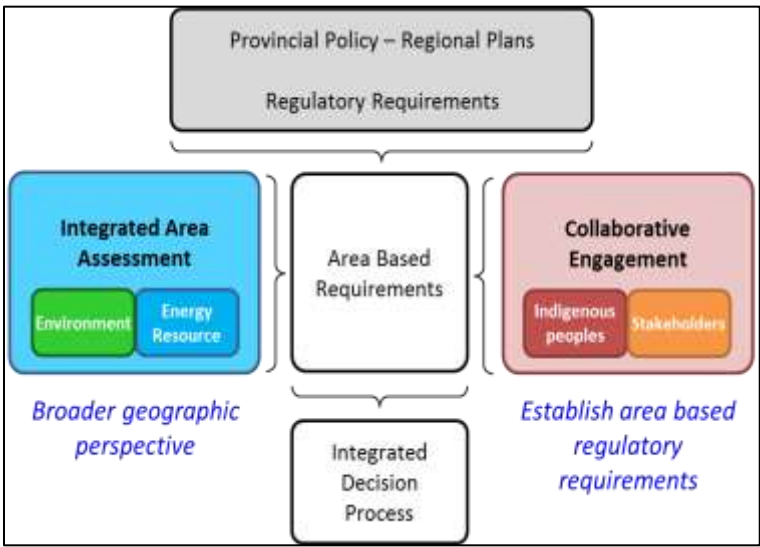 Provincial Policy – Regional Plans
Regulatory Requirements
Integrated Area
Assessment
Environment
Energy
Resource
Broader geographic
perspective
Area Based
Requirements
Integrated
Decision
Process
Collaborative
Engagement
Indigenous
peoples
Stakeholders
Establish area based
regulatory
requirements